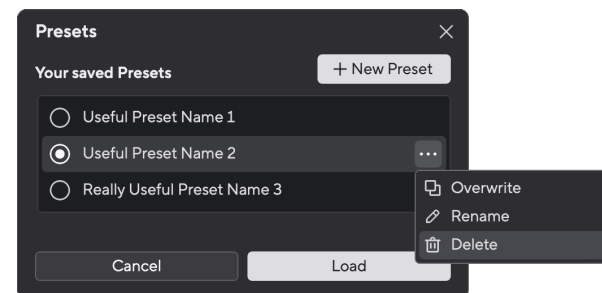 Presets
Your saved Presets
+ New Preset
Useful Preset Name 1
Useful Preset Name 2
Really Useful Preset Name 3
Overwrite
Rename
Delete
Cancel
Load